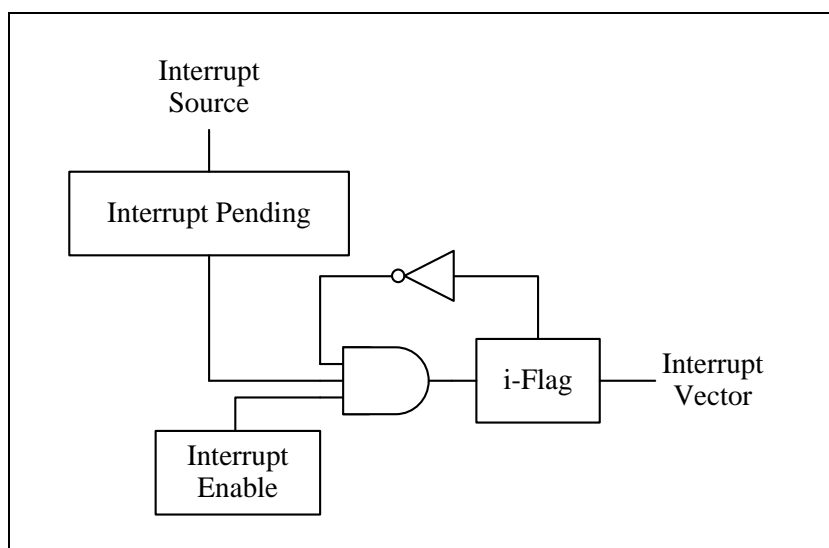 Interrupt
Source
Interrupt Pending
i-Flag
Interrupt
Vector
Interrupt
Enable